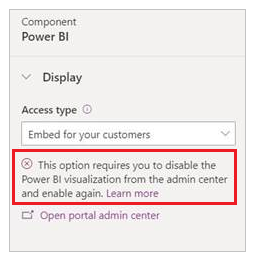 Component
Power BI
Display
Access type
Embed for your customers
This option requires you to disable the
Power BI visualization from the admin center
and enable again. Learn more
Open portal admin center